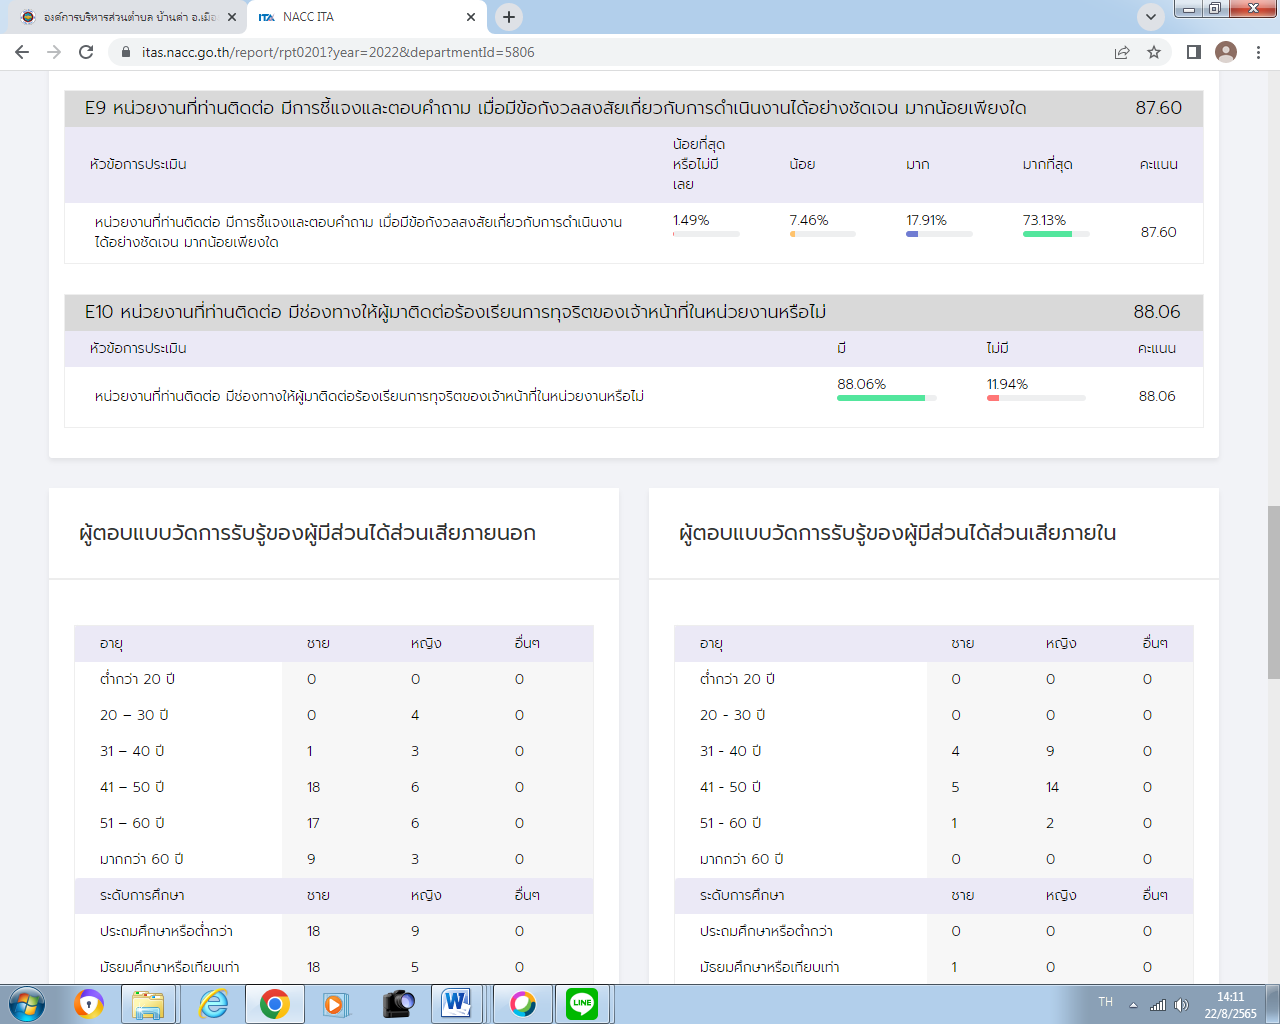 องค์การบริหารส่วนตำบล บ้านค่า อ.เมือ
ITA NACC ITA
itas.nacc.go.th/report/rpt0201?year=2022&departmentId=5806
E9 หน่วยงานที่ท่านติดต่อ มีการชี้แจงและตอบคำถาม เมื่อมีข้อกังวลสงสัยเกี่ยวกับการดำเนินงานได้อย่างชัดเจน มากน้อยเพียงใด 87.60
หัวข้อการประเมิน น้อยที่สุดหรือไม่มีเลย น้อย มาก มากที่สุด คะแนน
หน่วยงานที่ท่านติดต่อ มีการชี้แจงและตอบคำถาม เมื่อมีข้อกังวลสงสัยเกี่ยวกับการดำเนินงาน 1.49% 7.46% 17.91% 73.13% 87.60
ได้อย่างชัดเจน มากน้อยเพียงใด
E10 หน่วยงานที่ท่านติดต่อ มีช่องทางให้ผู้มาติดต่อร้องเรียนการทุจริตของเจ้าหน้าที่ในหน่วยงานหรือไม่ 88.06
หัวข้อการประเมิน มี ไม่มี คะแนน
หน่วยงานที่ท่านติดต่อ มีช่องทางให้ผู้มาติดต่อร้องเรียนการทุจริตของเจ้าหน้าที่ในหน่วยงานหรือไม่ 88.06% 11.94% 88.06
ผู้ตอบแบบวัดการรับรู้ของผู้มีส่วนได้ส่วนเสียภายนอก
อายุ ชาย หญิง อื่นๆ
ต่ำกว่า 20 ปี 0 0 0
20 – 30 ปี 0 4 0
31 – 40 ปี 1 3 0
41 – 50 ปี 18 6 0
51 – 60 ปี 17 6 0
มากกว่า 60 ปี 9 3 0
ระดับการศึกษา ชาย หญิง อื่นๆ
ประถมศึกษาหรือต่ำกว่า 18 9 0
มัธยมศึกษาหรือเทียบเท่า 18 5 0
ผู้ตอบแบบวัดการรับรู้ของผู้มีส่วนได้ส่วนเสียภายใน
อายุ ชาย หญิง อื่นๆ
ต่ำกว่า 20 ปี 0 0 0
20 - 30 ปี 0 0 0
31 - 40 ปี 4 9 0
41 - 50 ปี 5 14 0
51 - 60 ปี 1 2 0
มากกว่า 60 ปี 0 0 0
ระดับการศึกษา ชาย หญิง อื่นๆ
ประถมศึกษาหรือต่ำกว่า 0 0 0
มัธยมศึกษาหรือเทียบเท่า 1 0 0
LINE
TH 14:11
22/8/2565